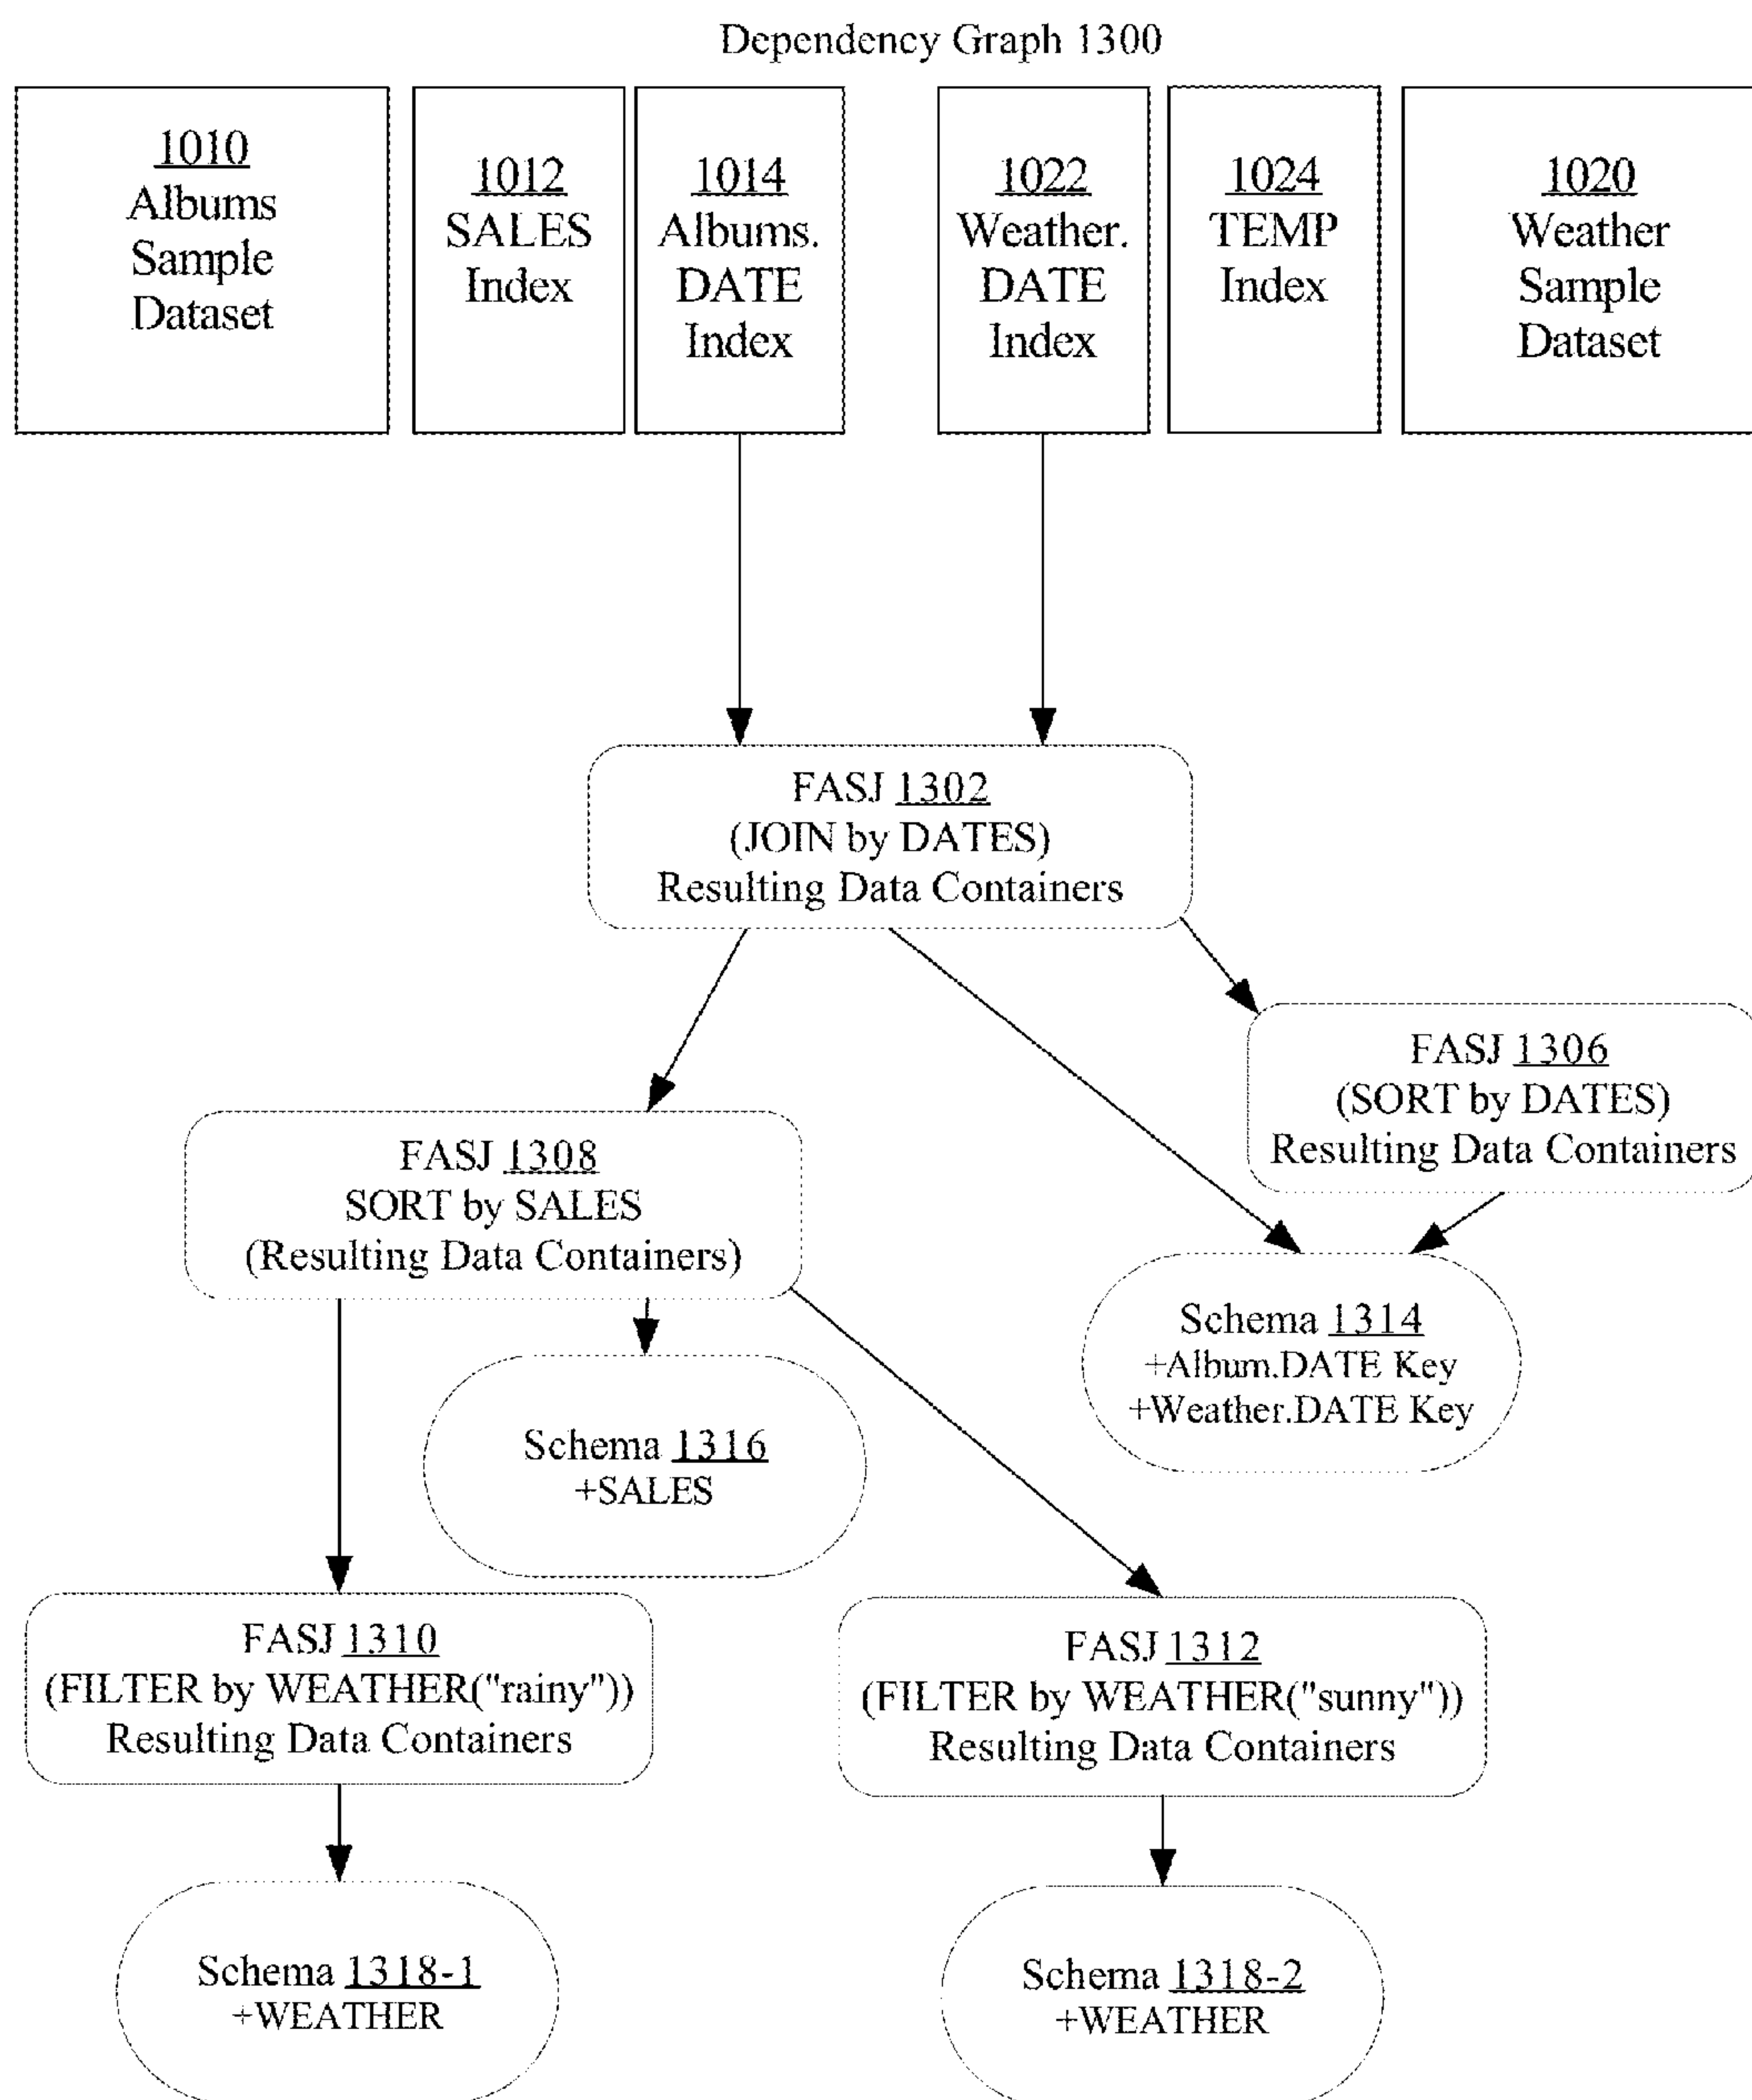 Dependency Graph 1300
1010
Albums
Sample
Dataset
1012
SALES
Index
1014
Albums.
DATE
Index
1022
Weather.
DATE
Index
1024
TEMP
Index
1020
Weather
Sample
Dataset
FASJ 1302
(JOIN by DATES)
Resulting Data Containers
FASJ 1306
(SORT by DATES)
Resulting Data Containers
FASJ 1308
SORT by SALES
(Resulting Data Containers)
Schema 1314
+Album.DATE Key
+Weather.DATE Key
Schema 1316
+SALES
FASJ 1310
(FILTER by WEATHER("rainy"))
Resulting Data Containers
FASJ 1312
(FILTER by WEATHER("sunny"))
Resulting Data Containers
Schema 1318-1
+WEATHER
Schema 1318-2
+WEATHER